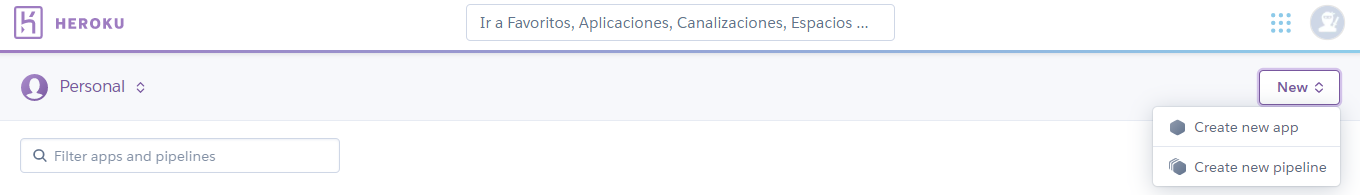 HEROKU
Ir a Favoritos, Aplicaciones, Canalizaciones, Espacios ...
Personal
New
Create new app
Filter apps and pipelines
Create new pipeline